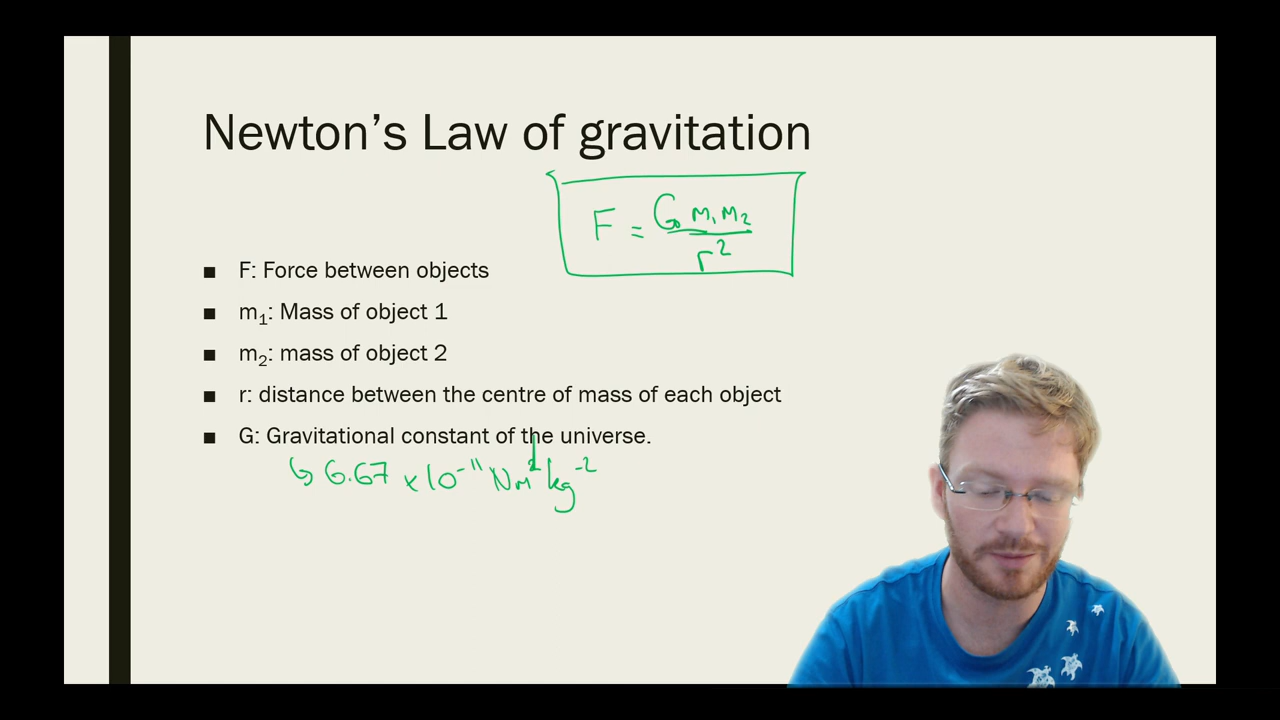 Newton's Law of gravitation
F = G m₁ m₂
r²
■ F: Force between objects
■ m₁: Mass of object 1
■ m₂: mass of object 2
■ r: distance between the centre of mass of each object
■ G: Gravitational constant of the universe.
↳ 6.67 × 10⁻¹¹ Nm² kg⁻²